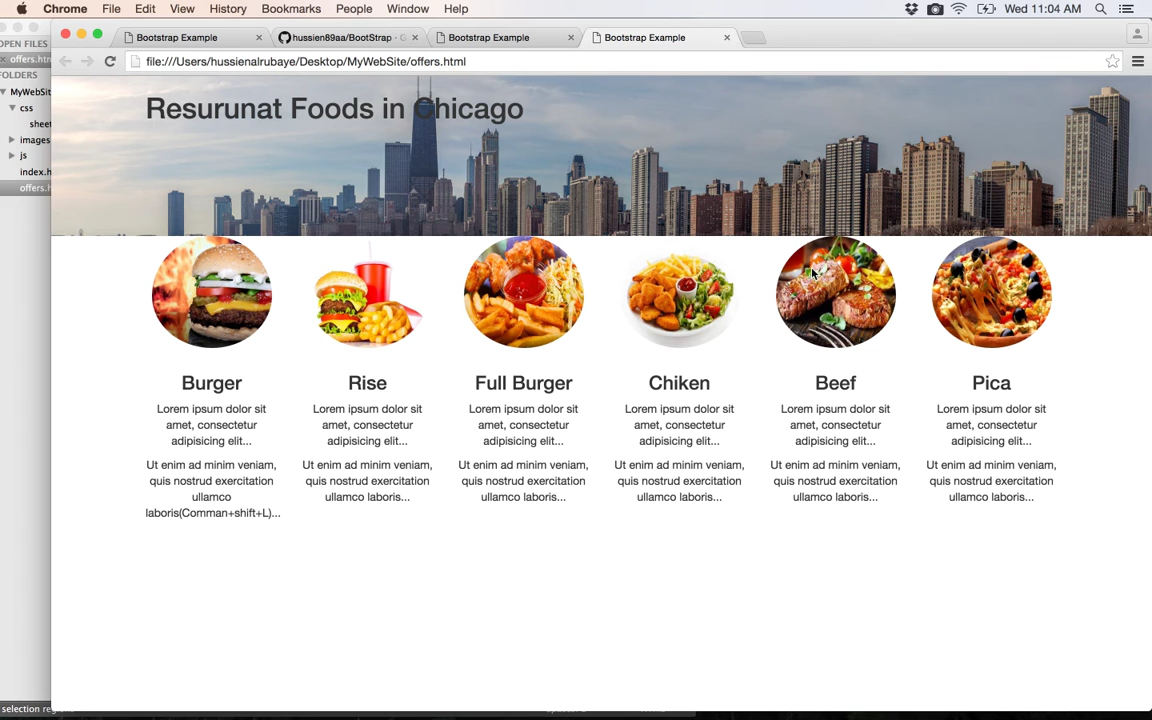 Chrome File Edit View History Bookmarks People Window Help Wed 11:04 AM
OPEN FILES
offers.htm
FOLDERS
MyWebSit
css
sheet
images
js
index.h
offers.h
Bootstrap Example
hussien89aa/BootStrap · G
Bootstrap Example
Bootstrap Example
file:///Users/hussienalrubaye/Desktop/MyWebSite/offers.html
Resurunat Foods in Chicago
Burger
Lorem ipsum dolor sit
amet, consectetur
adipisicing elit...
Ut enim ad minim veniam,
quis nostrud exercitation
ullamco
laboris(Comman+shift+L)...
Rise
Lorem ipsum dolor sit
amet, consectetur
adipisicing elit...
Ut enim ad minim veniam,
quis nostrud exercitation
ullamco laboris...
Full Burger
Lorem ipsum dolor sit
amet, consectetur
adipisicing elit...
Ut enim ad minim veniam,
quis nostrud exercitation
ullamco laboris...
Chiken
Lorem ipsum dolor sit
amet, consectetur
adipisicing elit...
Ut enim ad minim veniam,
quis nostrud exercitation
ullamco laboris...
Beef
Lorem ipsum dolor sit
amet, consectetur
adipisicing elit...
Ut enim ad minim veniam,
quis nostrud exercitation
ullamco laboris...
Pica
Lorem ipsum dolor sit
amet, consectetur
adipisicing elit...
Ut enim ad minim veniam,
quis nostrud exercitation
ullamco laboris...
selection re